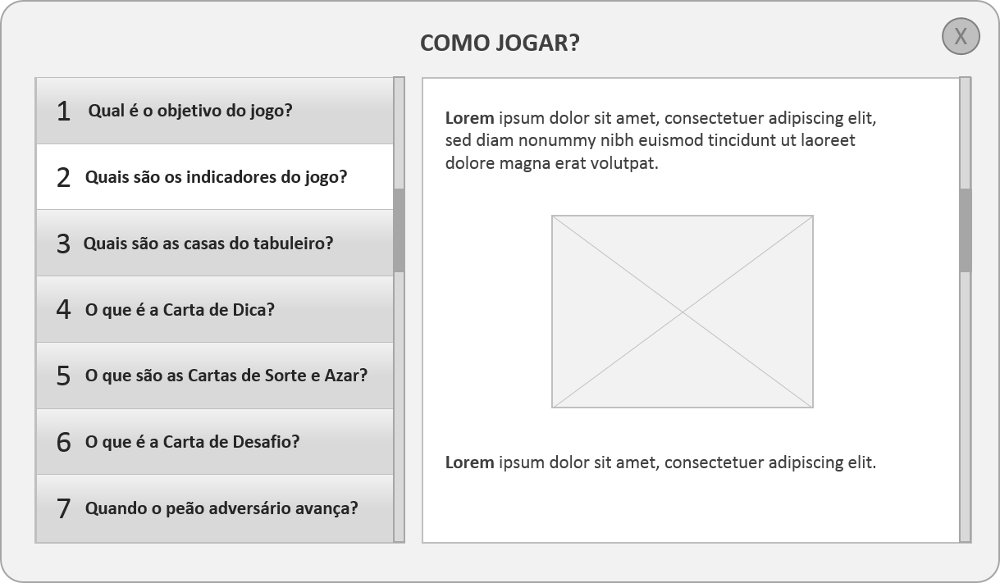 COMO JOGAR?
X
1 Qual é o objetivo do jogo?
2 Quais são os indicadores do jogo?
3 Quais são as casas do tabuleiro?
4 O que é a Carta de Dica?
5 O que são as Cartas de Sorte e Azar?
6 O que é a Carta de Desafio?
7 Quando o peão adversário avança?
Lorem ipsum dolor sit amet, consectetuer adipiscing elit,
sed diam nonummy nibh euismod tincidunt ut laoreet
dolore magna erat volutpat.
Lorem ipsum dolor sit amet, consectetuer adipiscing elit.